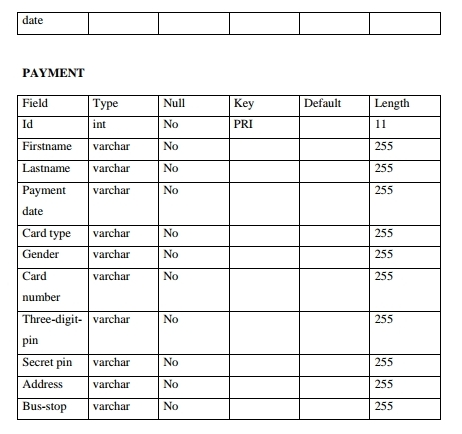 date
PAYMENT
Field Type Null Key Default Length
Id int No PRI 11
Firstname varchar No 255
Lastname varchar No 255
Payment varchar No 255
date
Card type varchar No 255
Gender varchar No 255
Card varchar No 255
number
Three-digit- varchar No 255
pin
Secret pin varchar No 255
Address varchar No 255
Bus-stop varchar No 255